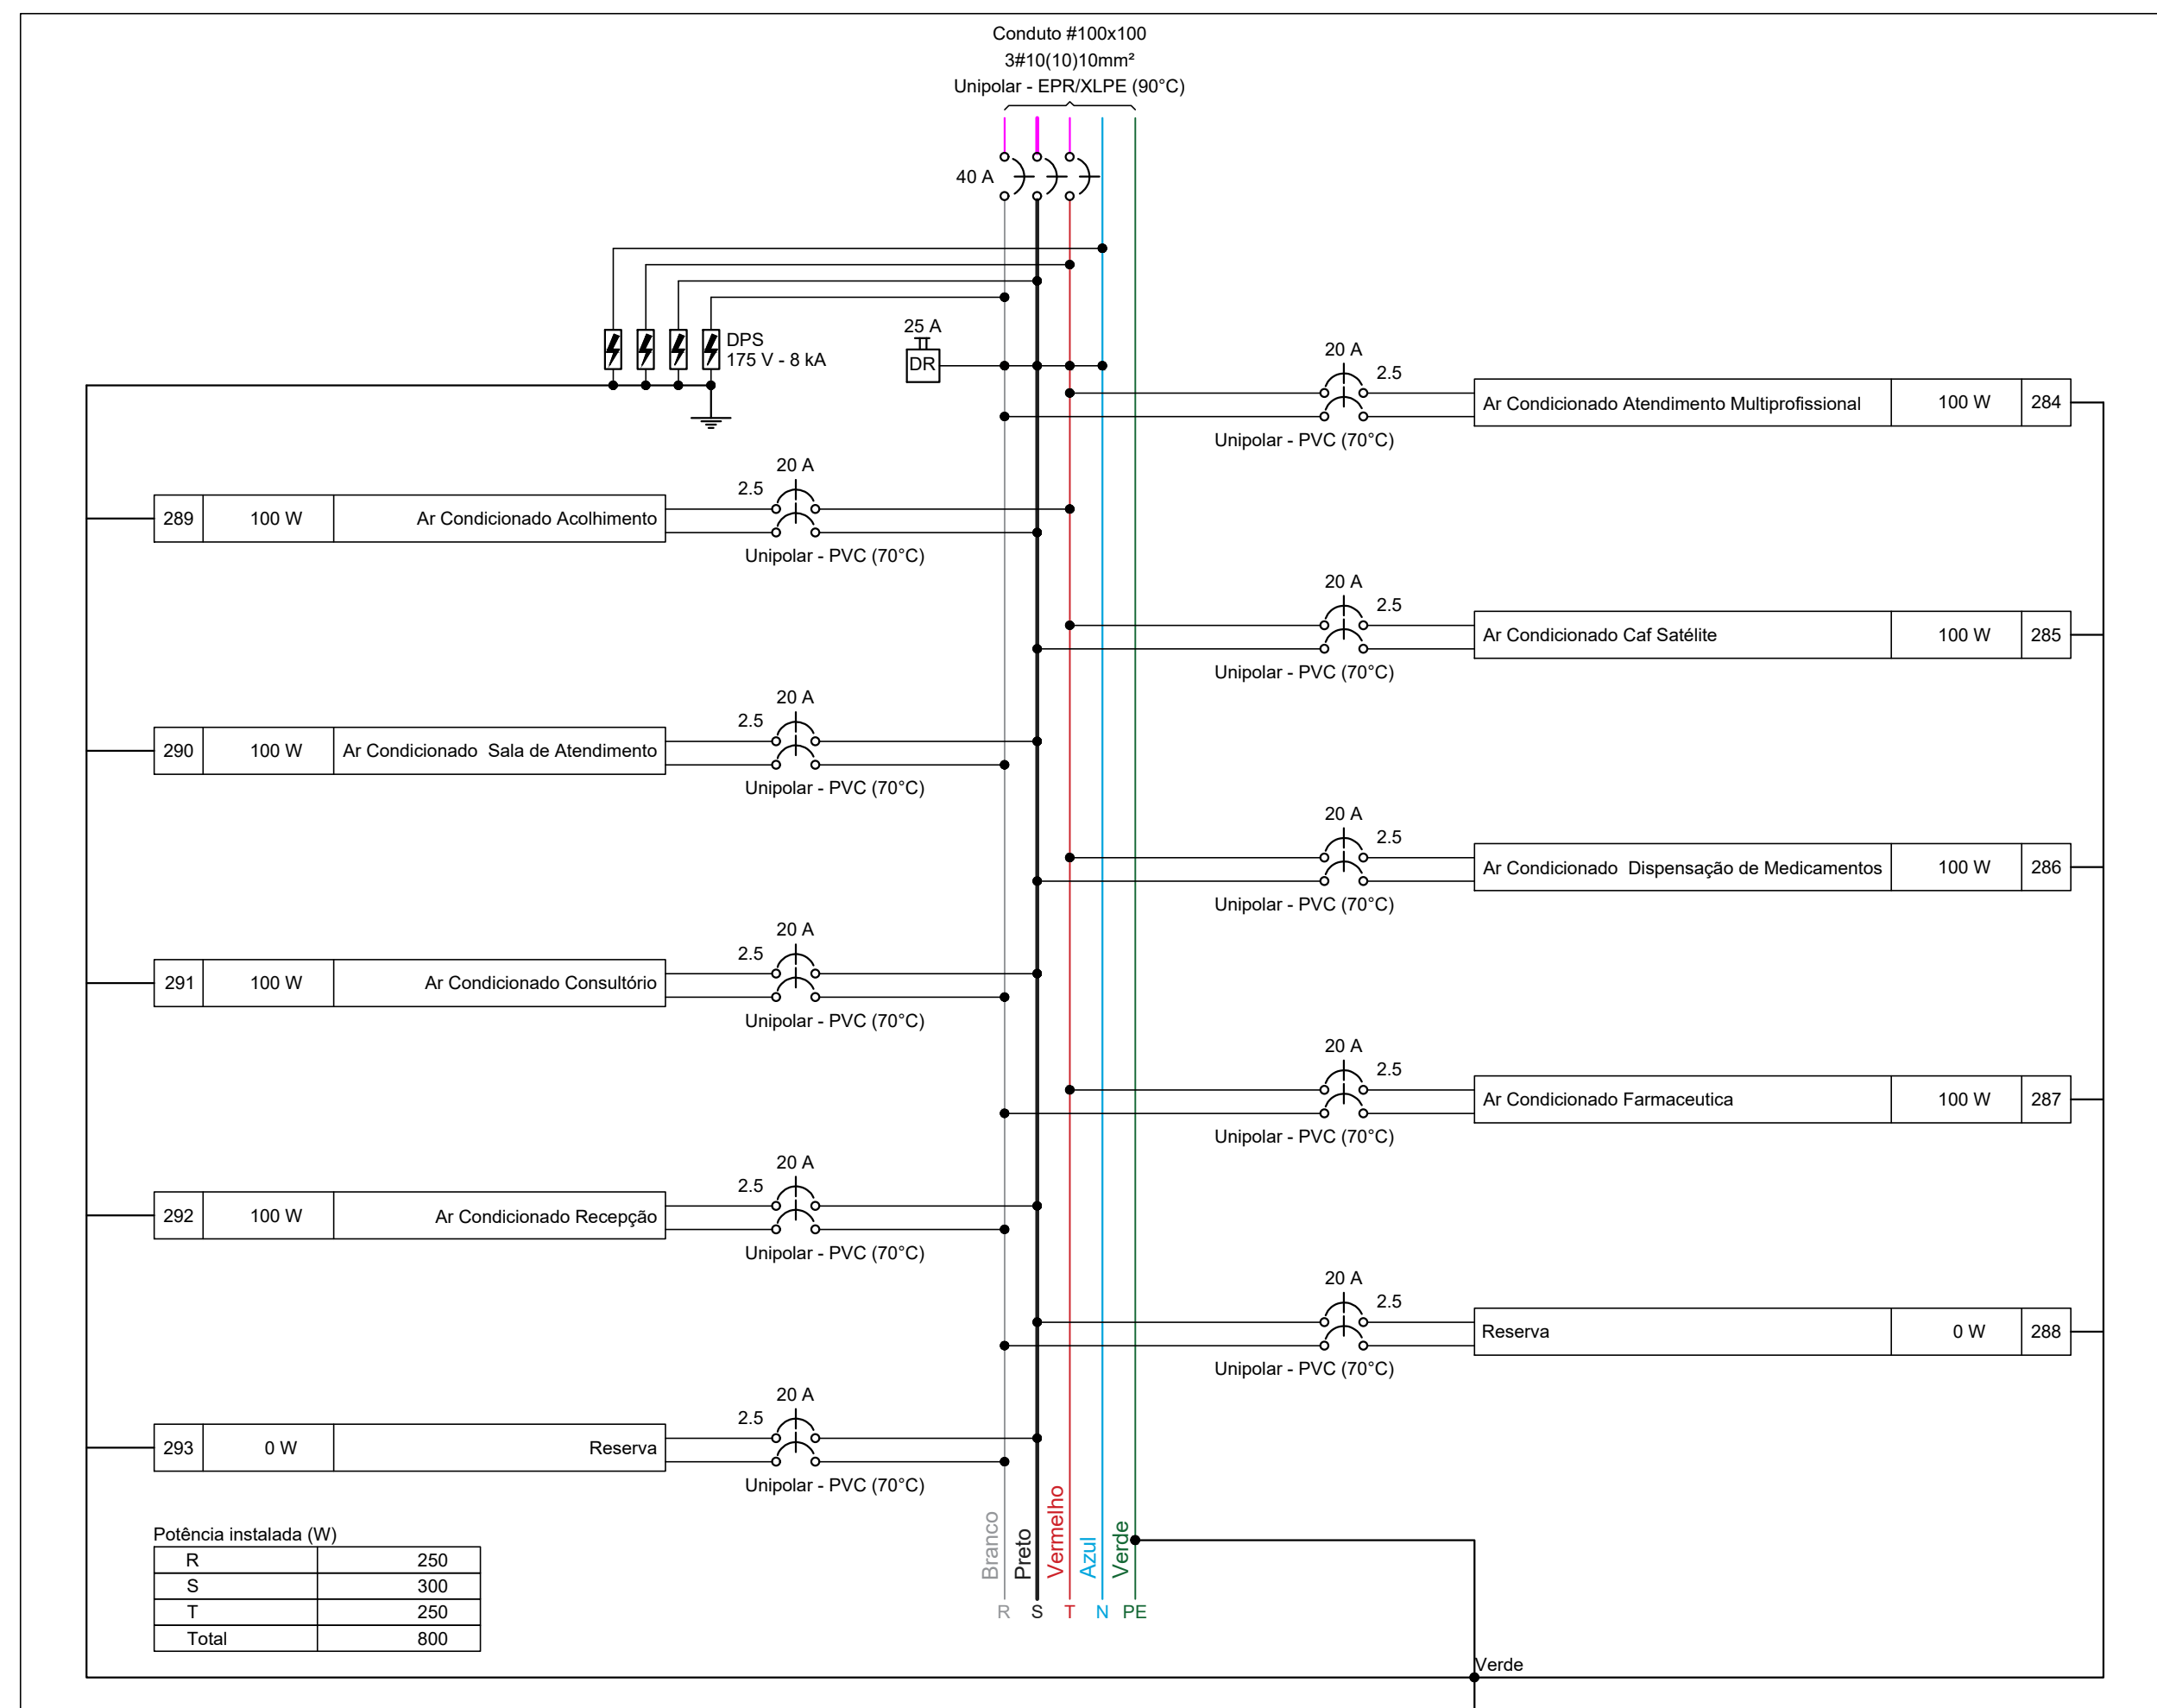 Conduto #100x100
3#10(10)10mm²
Unipolar - EPR/XLPE (90°C)
40 A
DPS
175 V - 8 kA
25 A
DR
20 A
2.5
Ar Condicionado Atendimento Multiprofissional 100 W 284
Unipolar - PVC (70°C)
20 A
2.5
289 100 W Ar Condicionado Acolhimento
Unipolar - PVC (70°C)
20 A
2.5
Ar Condicionado Caf Satélite 100 W 285
Unipolar - PVC (70°C)
20 A
2.5
290 100 W Ar Condicionado  Sala de Atendimento
Unipolar - PVC (70°C)
20 A
2.5
Ar Condicionado  Dispensação de Medicamentos 100 W 286
Unipolar - PVC (70°C)
20 A
2.5
291 100 W Ar Condicionado Consultório
Unipolar - PVC (70°C)
20 A
2.5
Ar Condicionado Farmaceutica 100 W 287
Unipolar - PVC (70°C)
20 A
2.5
292 100 W Ar Condicionado Recepção
Unipolar - PVC (70°C)
20 A
2.5
Reserva 0 W 288
Unipolar - PVC (70°C)
20 A
2.5
293 0 W Reserva
Unipolar - PVC (70°C)
Potência instalada (W)
R 250
S 300
T 250
Total 800
Branco
Preto
Vermelho
Azul
Verde
R S T N PE
Verde